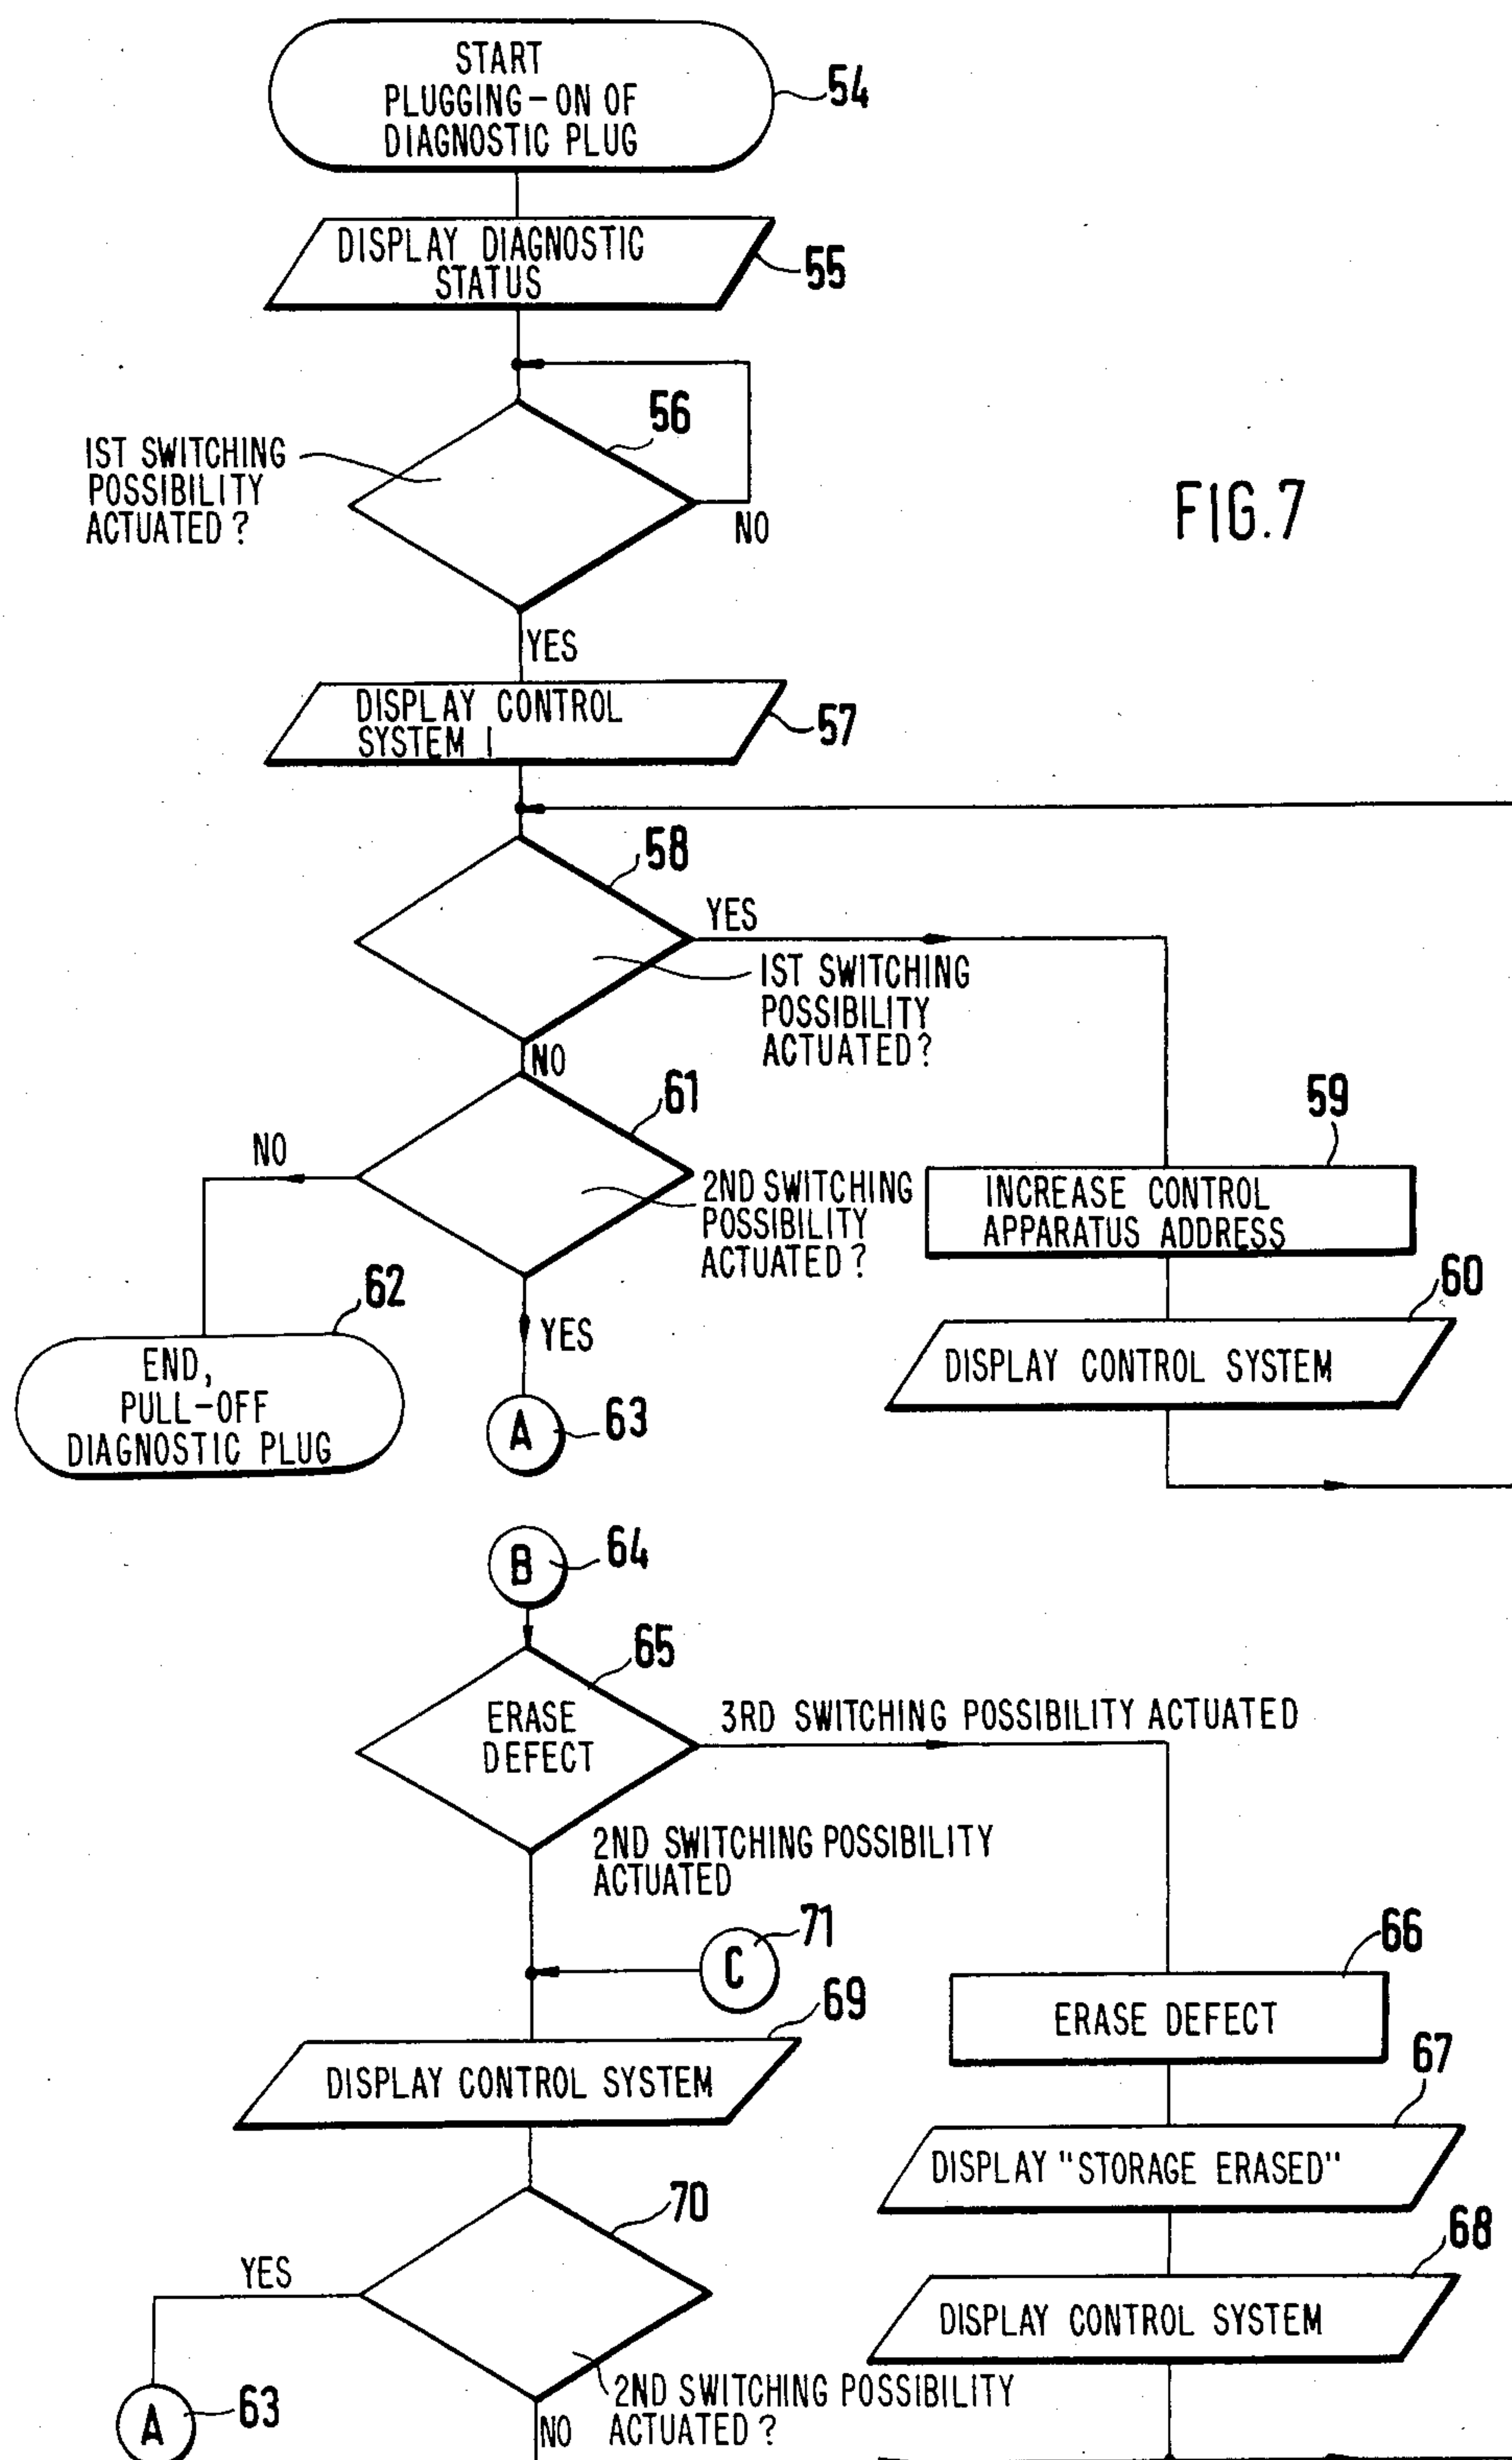 START
PLUGGING-ON OF
DIAGNOSTIC PLUG
54
DISPLAY DIAGNOSTIC
STATUS
55
56
1ST SWITCHING
POSSIBILITY
ACTUATED?
NO
FIG.7
YES
DISPLAY CONTROL
SYSTEM 1
57
58
YES
1ST SWITCHING
POSSIBILITY
ACTUATED?
NO
61
NO
2ND SWITCHING
POSSIBILITY
ACTUATED?
59
INCREASE CONTROL
APPARATUS ADDRESS
60
DISPLAY CONTROL SYSTEM
62
END,
PULL-OFF
DIAGNOSTIC PLUG
YES
A
63
B
64
65
ERASE
DEFECT
3RD SWITCHING POSSIBILITY ACTUATED
2ND SWITCHING POSSIBILITY
ACTUATED
71
C
66
ERASE DEFECT
69
DISPLAY CONTROL SYSTEM
67
DISPLAY "STORAGE ERASED"
70
68
DISPLAY CONTROL SYSTEM
YES
2ND SWITCHING POSSIBILITY
ACTUATED?
A
63
NO